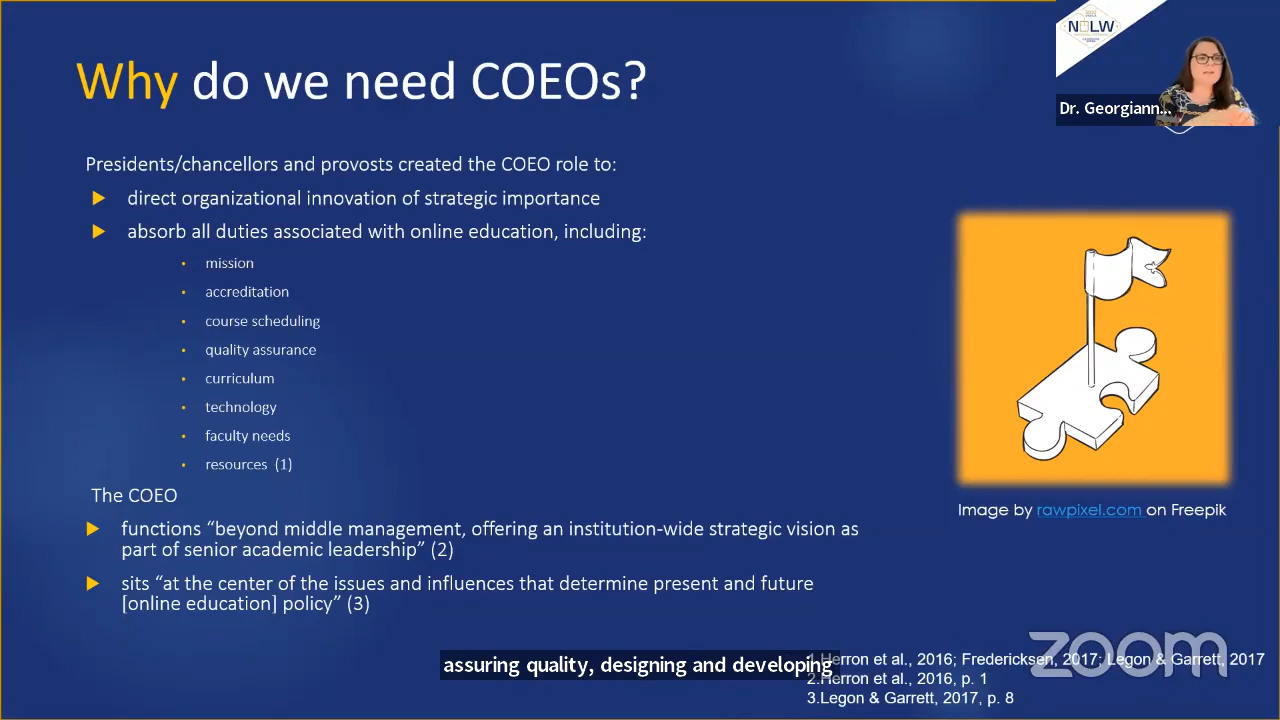 Why do we need COEOs?
NLW
Dr. Georgiann...
Presidents/chancellors and provosts created the COEO role to:
direct organizational innovation of strategic importance
absorb all duties associated with online education, including:
• mission
• accreditation
• course scheduling
• quality assurance
• curriculum
• technology
• faculty needs
• resources (1)
The COEO
functions “beyond middle management, offering an institution-wide strategic vision as
part of senior academic leadership” (2)
sits “at the center of the issues and influences that determine present and future
[online education] policy” (3)
Image by rawpixel.com on Freepik
zoom
assuring quality, designing and developing
1.Herron et al., 2016; Fredericksen, 2017; Legon & Garrett, 2017
2.Herron et al., 2016, p. 1
3.Legon & Garrett, 2017, p. 8